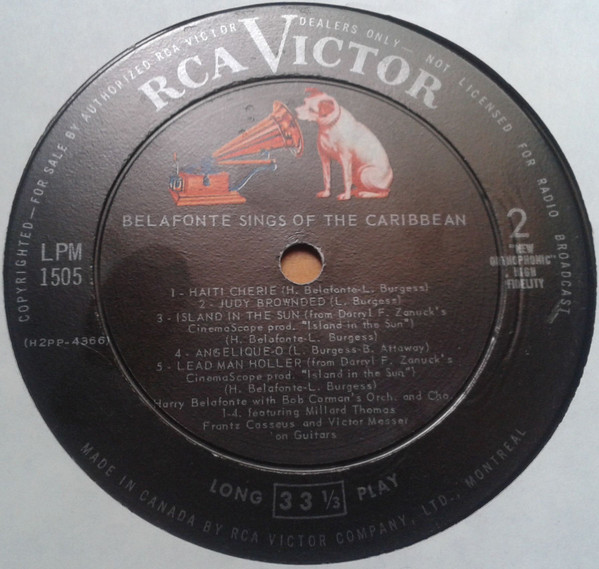 COPYRIGHTED—FOR SALE BY AUTHORIZED RCA VICTOR DEALERS ONLY— NOT LICENSED FOR RADIO BROADCAST
RCA VICTOR
BELAFONTE SINGS OF THE CARIBBEAN
LPM
1505
(H2PP-4366)
2
"NEW
ORTHOPHONIC"
HIGH
FIDELITY
1 - HAITI CHERIE (H. Belafonte-L. Burgess)
2 - JUDY BROWNDED (L. Burgess)
3 - ISLAND IN THE SUN (from Darryl F. Zanuck's
CinemaScope prod. "Island in the Sun")
(H. Belafonte-L. Burgess)
4 - ANGELIQUE-O (L. Burgess-B. Attaway)
5 - LEAD MAN HOLLER (from Darryl F. Zanuck's
CinemaScope prod. "Island in the Sun")
(H. Belafonte-L. Burgess)
Harry Belafonte with Bob Corman's Orch. and Cho.
1-4. featuring Millard Thomas
Frantz Casseus and Victor Messer
on Guitars
LONG 33 1/3 PLAY
MADE IN CANADA BY RCA VICTOR COMPANY, LTD., MONTREAL